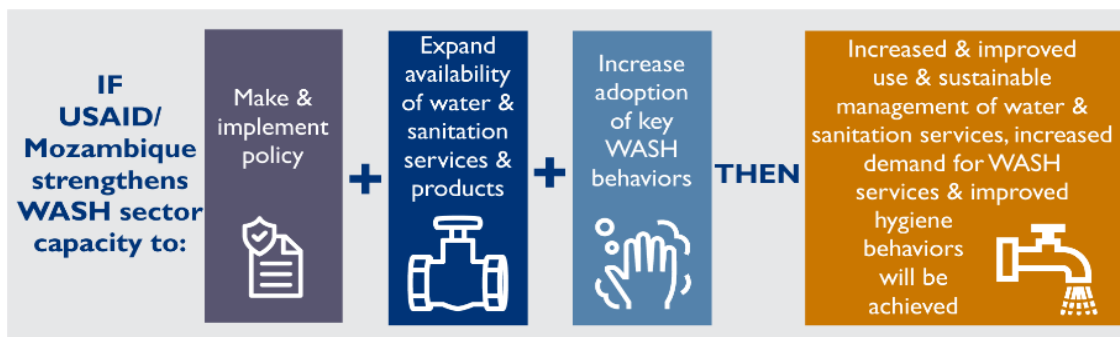 IF
USAID/
Mozambique
strengthens
WASH sector
capacity to:
Make &
implement
policy
+
Expand
availability
of water &
sanitation
services &
products
+
Increase
adoption
of key
WASH
behaviors
THEN
Increased & improved
use & sustainable
management of water &
sanitation services, increased
demand for WASH
services & improved
hygiene
behaviors
will be
achieved